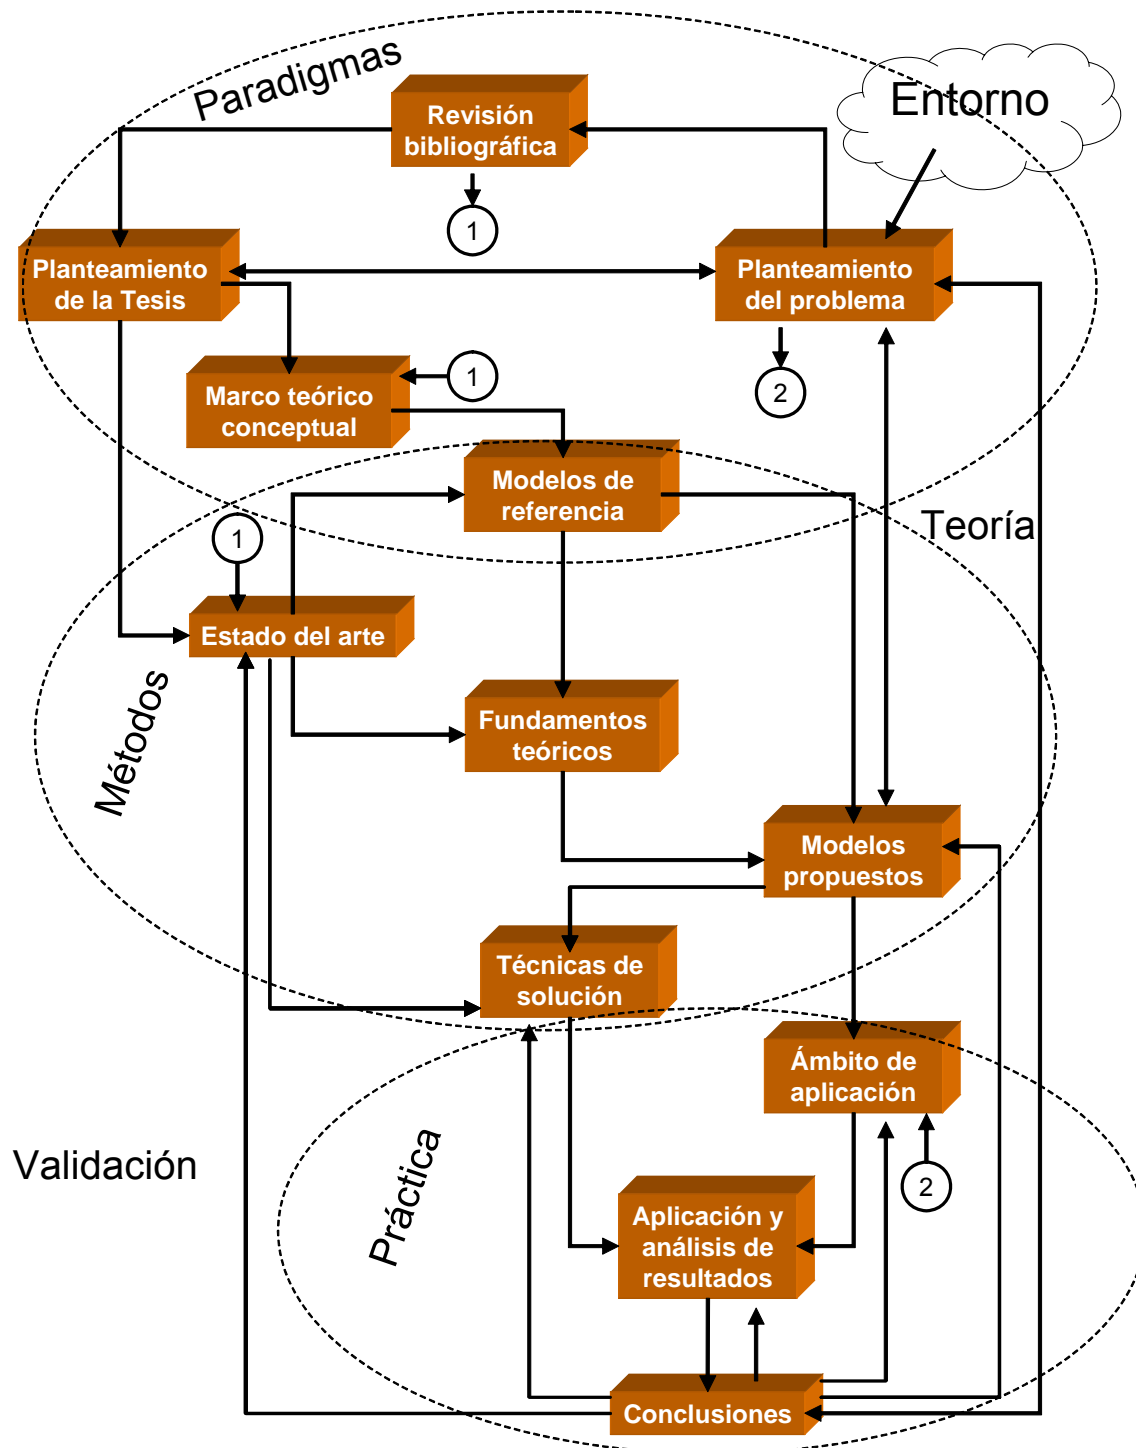 Paradigmas
Entorno
Revisión
bibliográfica
1
Planteamiento
de la Tesis
Planteamiento
del problema
Marco teórico
conceptual
1
2
Modelos de
referencia
Teoría
1
Estado del arte
Métodos
Fundamentos
teóricos
Modelos
propuestos
Técnicas de
solución
Ámbito de
aplicación
Validación
Práctica
2
Aplicación y
análisis de
resultados
Conclusiones